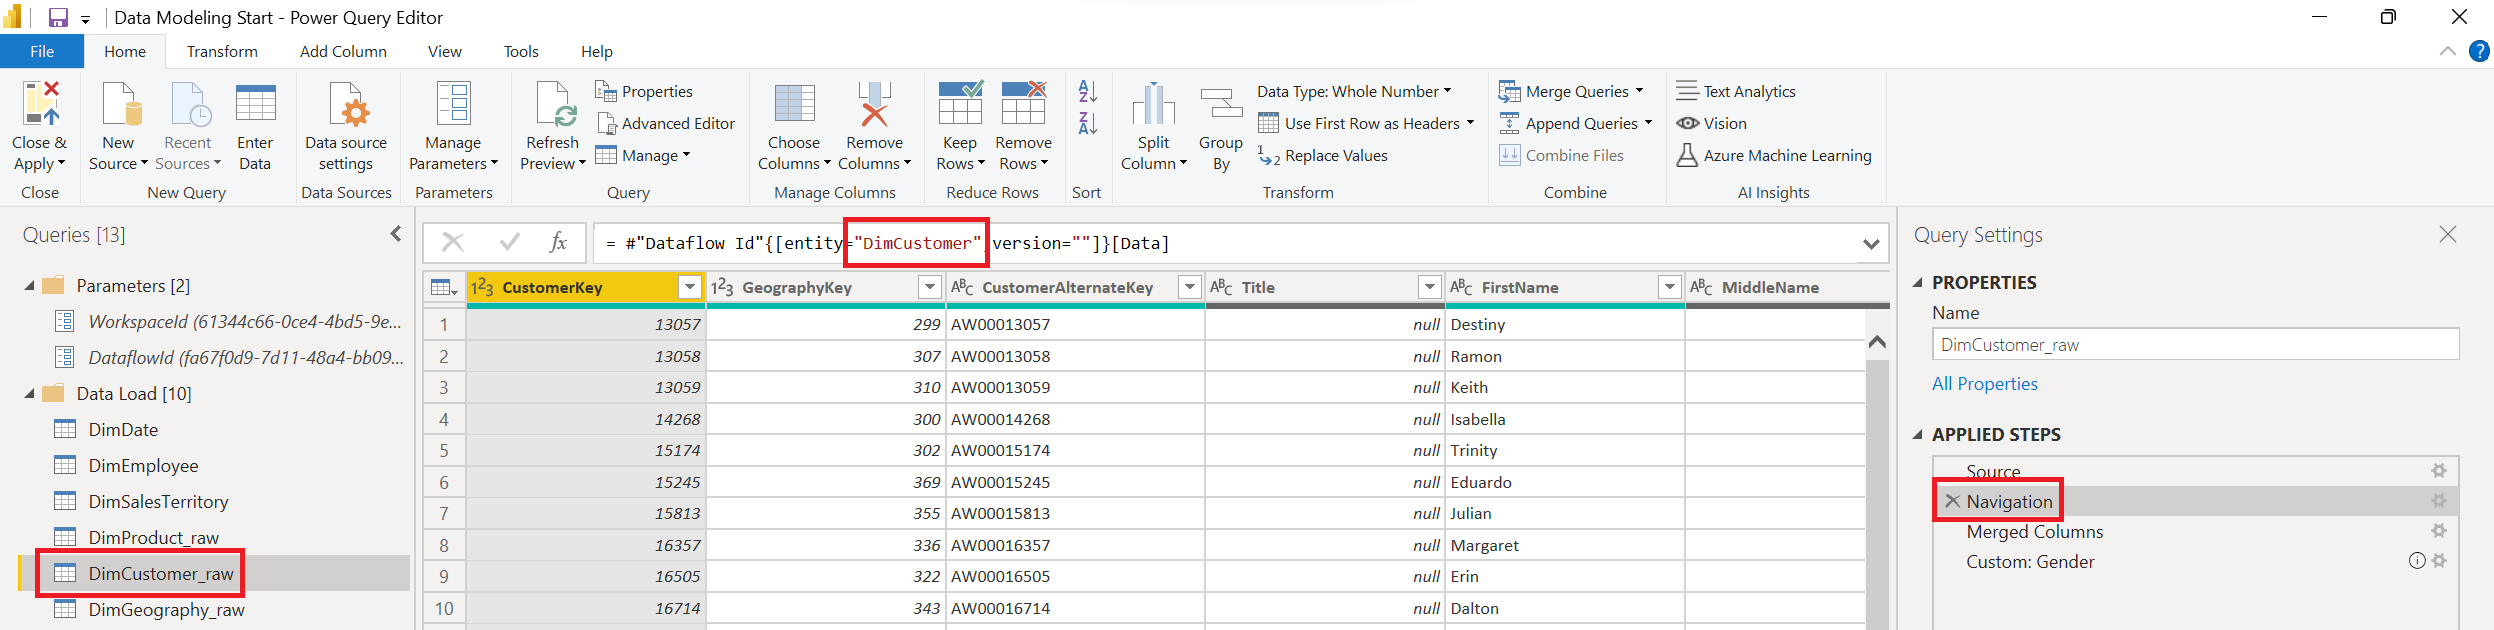 Data Modeling Start - Power Query Editor
File Home Transform Add Column View Tools Help
Close & Apply
Close
New Source
Recent Sources
Enter Data
New Query
Data source settings
Data Sources
Manage Parameters
Parameters
Refresh Preview
Properties
Advanced Editor
Manage
Query
Choose Columns
Remove Columns
Manage Columns
Keep Rows
Remove Rows
Reduce Rows
Sort
Split Column
Group By
Data Type: Whole Number
Use First Row as Headers
Replace Values
Transform
Merge Queries
Append Queries
Combine Files
Combine
Text Analytics
Vision
Azure Machine Learning
AI Insights
Queries [13]
Parameters [2]
WorkspaceId (61344c66-0ce4-4bd5-9e...
DataflowId (fa67f0d9-7d11-48a4-bb09...
Data Load [10]
DimDate
DimEmployee
DimSalesTerritory
DimProduct_raw
DimCustomer_raw
DimGeography_raw
fx = #"Dataflow Id"{[entity="DimCustomer",version=""]}[Data]
123 CustomerKey 123 GeographyKey ABC CustomerAlternateKey ABC Title ABC FirstName ABC MiddleName
1 13057 299 AW00013057 null Destiny
2 13058 307 AW00013058 null Ramon
3 13059 310 AW00013059 null Keith
4 14268 300 AW00014268 null Isabella
5 15174 302 AW00015174 null Trinity
6 15245 369 AW00015245 null Eduardo
7 15813 355 AW00015813 null Julian
8 16357 336 AW00016357 null Margaret
9 16505 322 AW00016505 null Erin
10 16714 343 AW00016714 null Dalton
Query Settings
PROPERTIES
Name
DimCustomer_raw
All Properties
APPLIED STEPS
Source
Navigation
Merged Columns
Custom: Gender